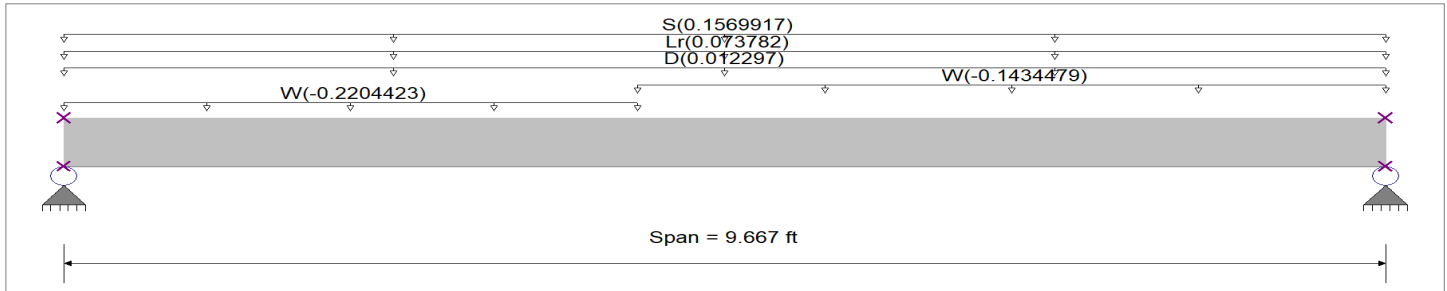 S(0.1569917)
Lr(0.073782)
D(0.012297)
W(-0.1434479)
W(-0.2204423)
Span = 9.667 ft